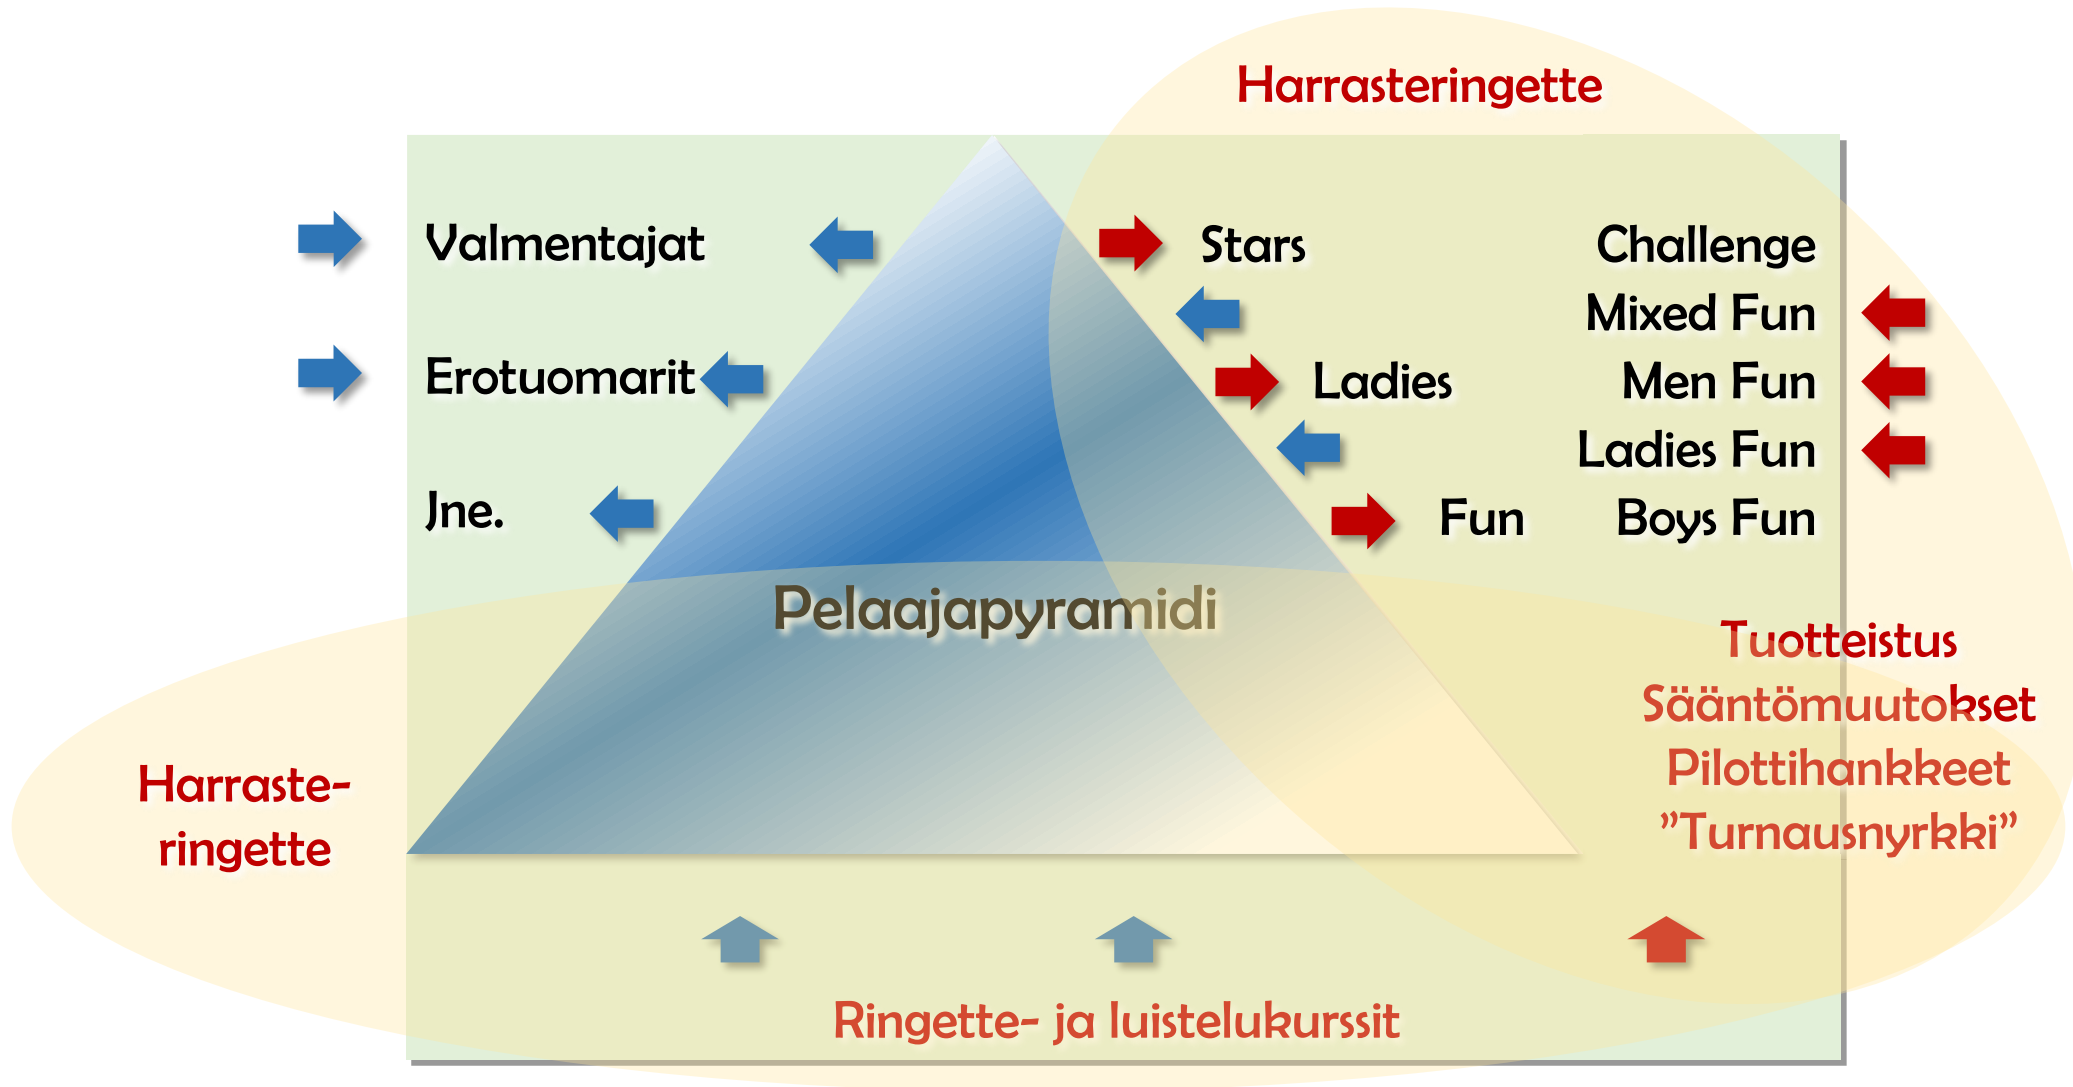 Harrasteringette
Valmentajat
Stars
Challenge
Mixed Fun
Erotuomarit
Ladies
Men Fun
Ladies Fun
Jne.
Fun
Boys Fun
Pelaajapyramidi
Tuotteistus
Sääntömuutokset
Pilottihankkeet
”Turnausnyrkki”
Harraste-
ringette
Ringette- ja luistelukurssit